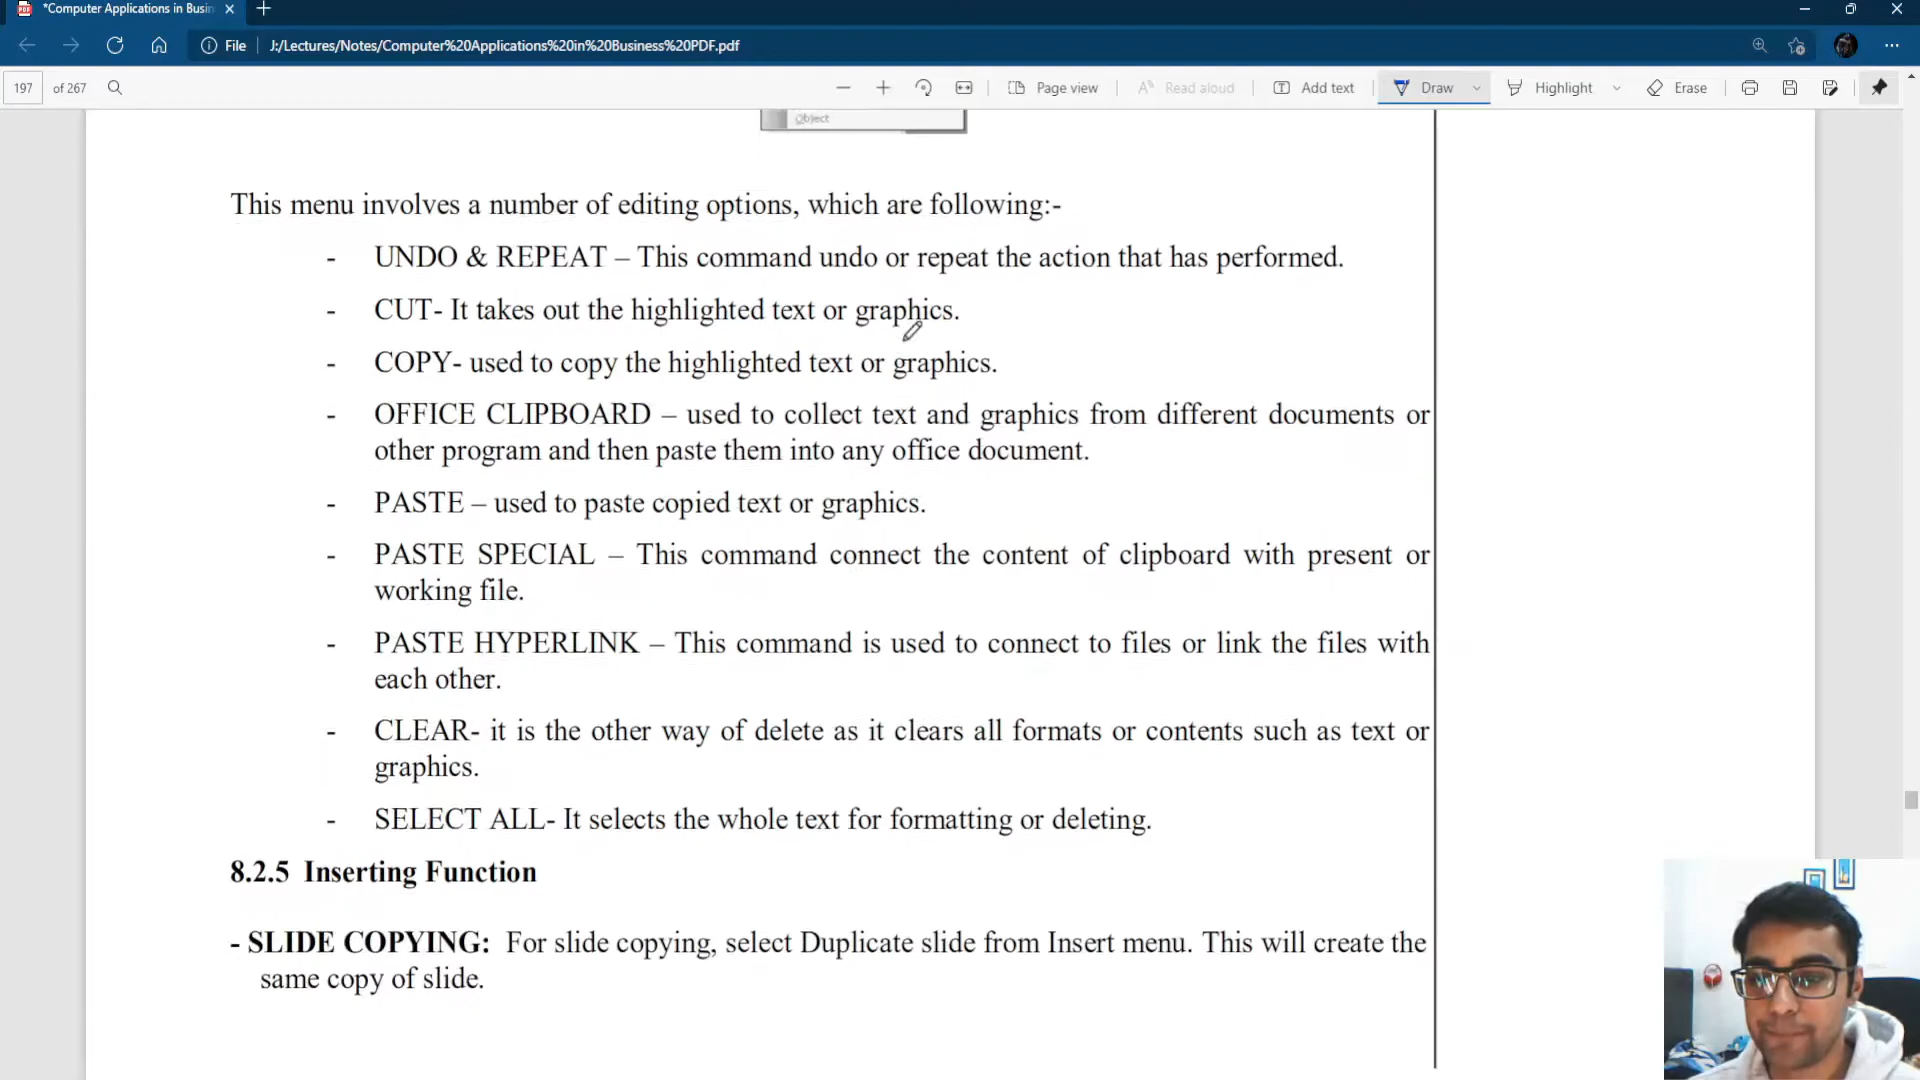 *Computer Applications in Busin
File J:/Lectures/Notes/Computer%20Applications%20in%20Business%20PDF.pdf
197 of 267 Page view Read aloud Add text Draw Highlight Erase
Object
This menu involves a number of editing options, which are following:-
- UNDO & REPEAT – This command undo or repeat the action that has performed.
- CUT- It takes out the highlighted text or graphics.
- COPY- used to copy the highlighted text or graphics.
- OFFICE CLIPBOARD – used to collect text and graphics from different documents or
other program and then paste them into any office document.
- PASTE – used to paste copied text or graphics.
- PASTE SPECIAL – This command connect the content of clipboard with present or
working file.
- PASTE HYPERLINK – This command is used to connect to files or link the files with
each other.
- CLEAR- it is the other way of delete as it clears all formats or contents such as text or
graphics.
- SELECT ALL- It selects the whole text for formatting or deleting.
8.2.5 Inserting Function
- SLIDE COPYING: For slide copying, select Duplicate slide from Insert menu. This will create the
same copy of slide.